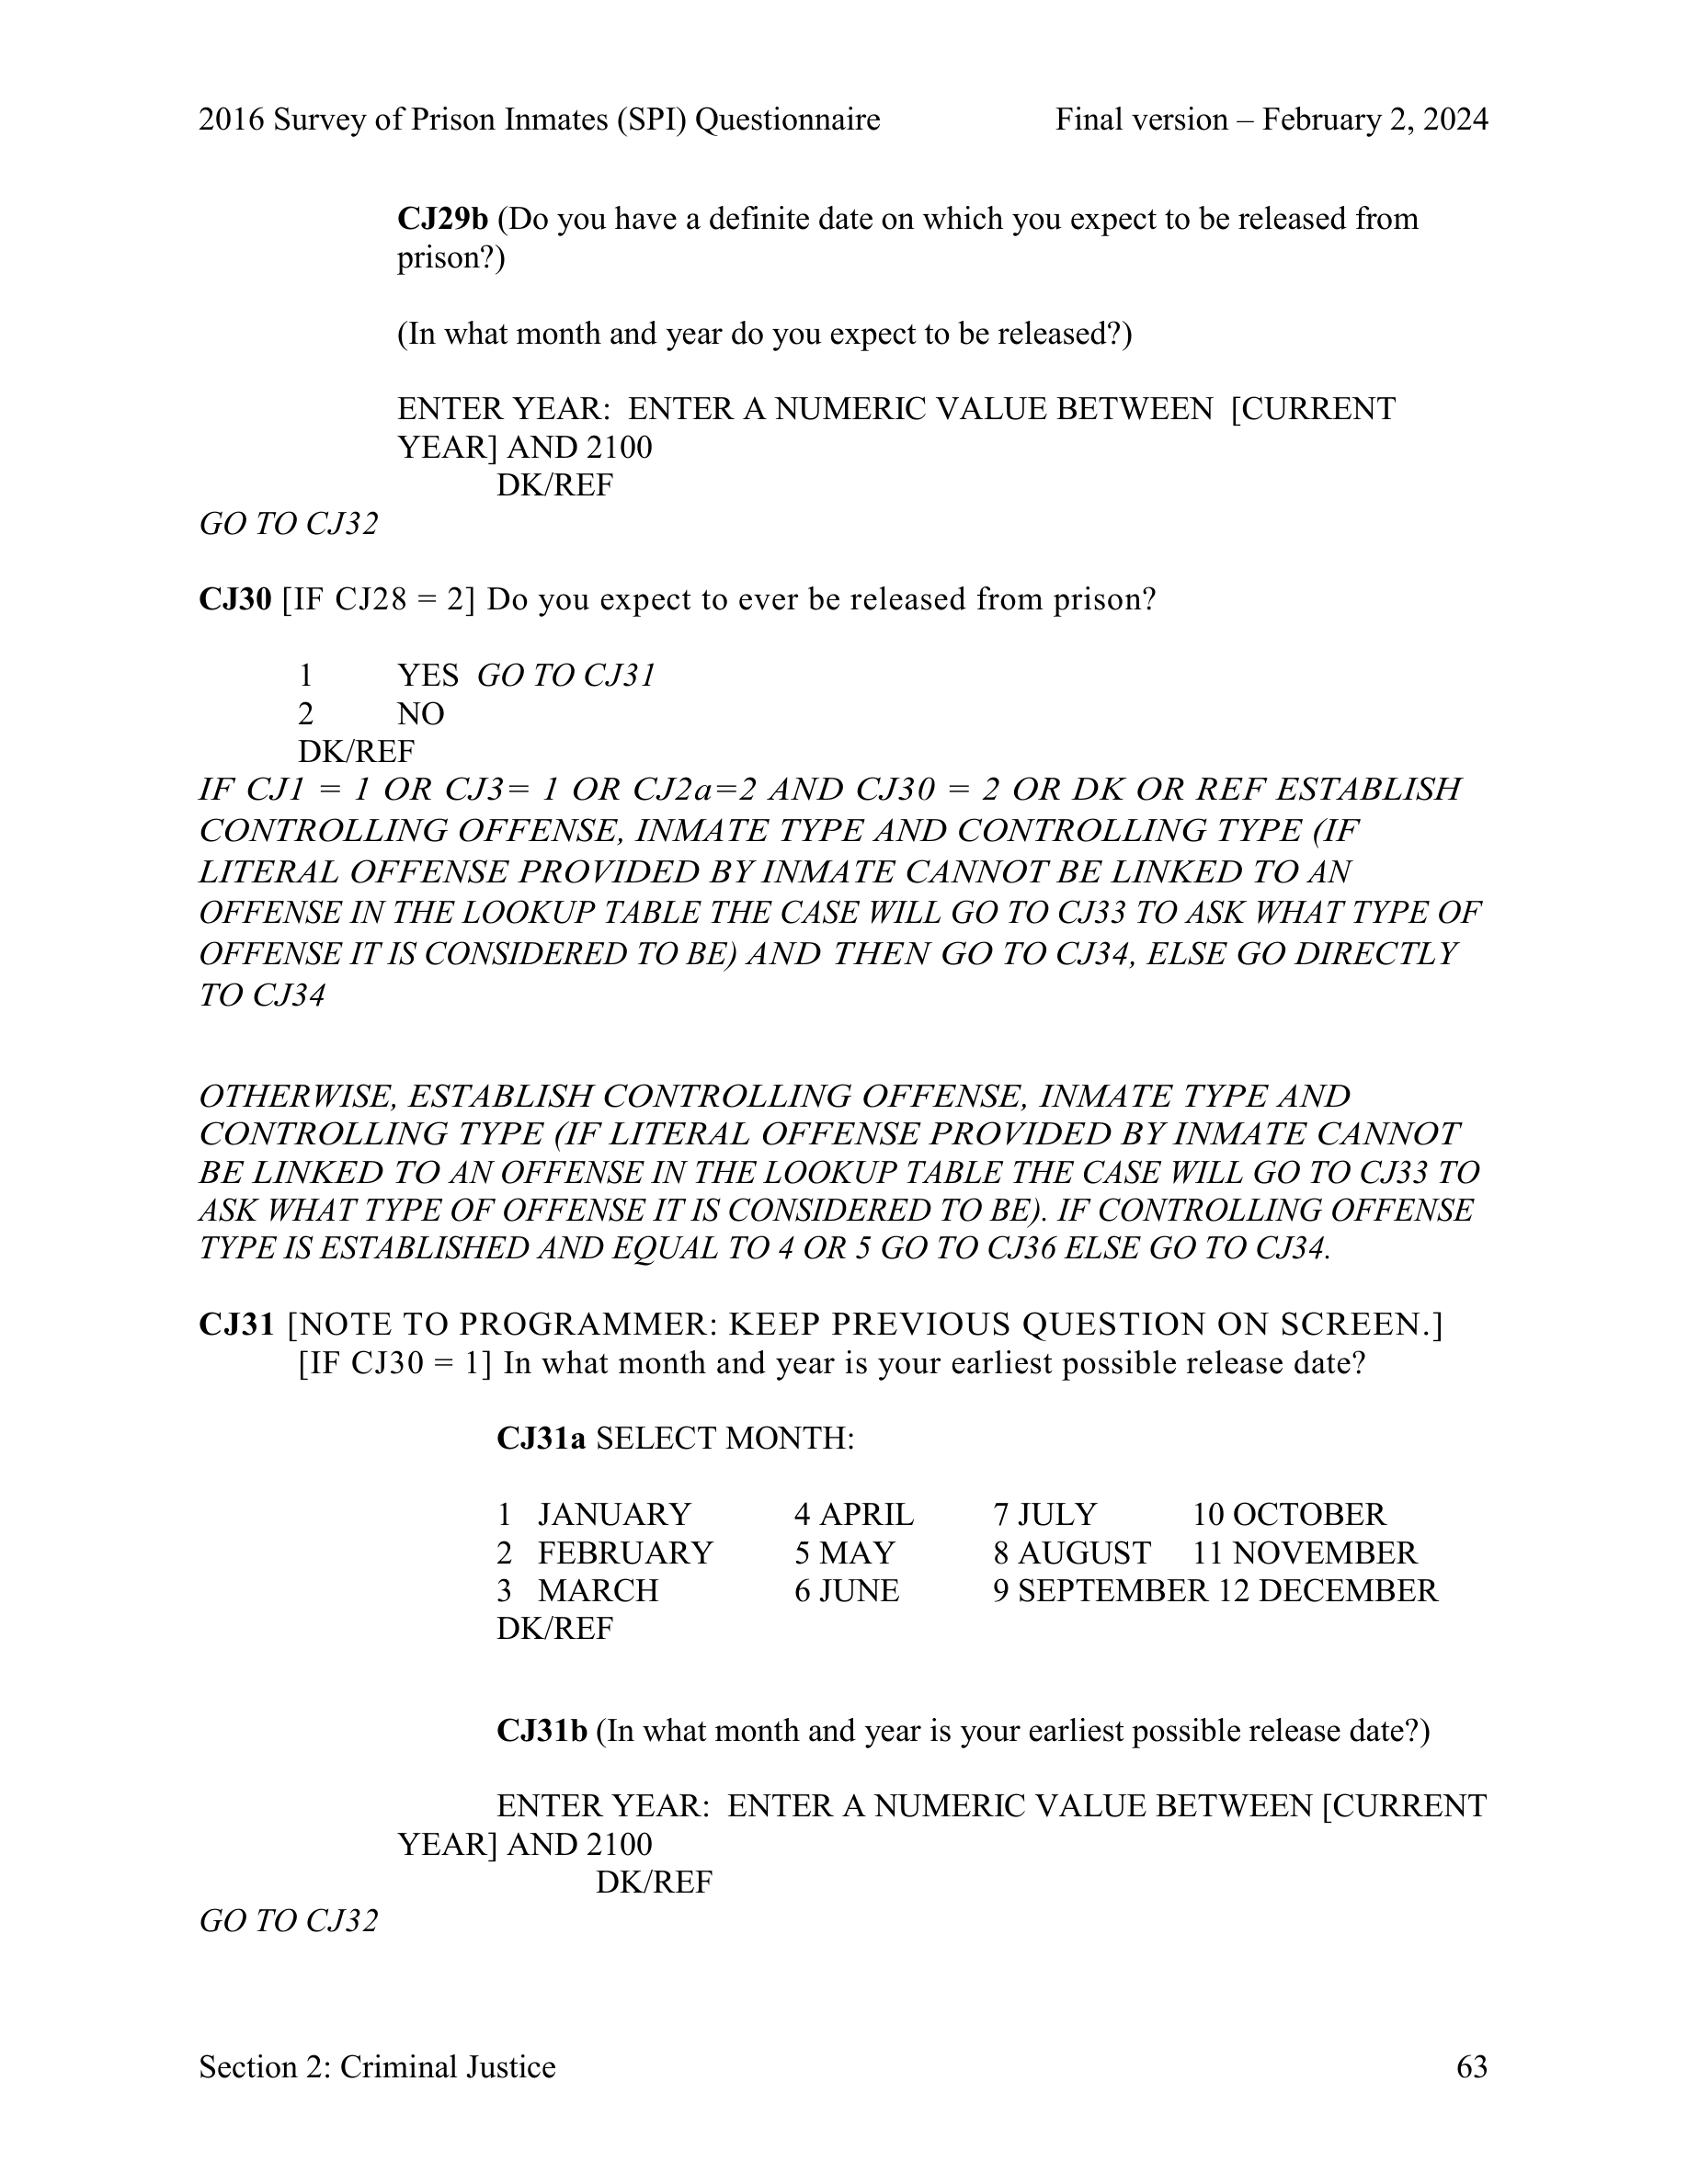 2016 Survey of Prison Inmates (SPI) Questionnaire Final version – February 2, 2024
CJ29b (Do you have a definite date on which you expect to be released from
prison?)
(In what month and year do you expect to be released?)
ENTER YEAR: ENTER A NUMERIC VALUE BETWEEN [CURRENT
YEAR] AND 2100
DK/REF
GO TO CJ32
CJ30 [IF CJ28 = 2] Do you expect to ever be released from prison?
1 YES GO TO CJ31
2 NO
DK/REF
IF CJ1 = 1 OR CJ3= 1 OR CJ2a=2 AND CJ30 = 2 OR DK OR REF ESTABLISH
CONTROLLING OFFENSE, INMATE TYPE AND CONTROLLING TYPE (IF
LITERAL OFFENSE PROVIDED BY INMATE CANNOT BE LINKED TO AN
OFFENSE IN THE LOOKUP TABLE THE CASE WILL GO TO CJ33 TO ASK WHAT TYPE OF
OFFENSE IT IS CONSIDERED TO BE) AND THEN GO TO CJ34, ELSE GO DIRECTLY
TO CJ34
OTHERWISE, ESTABLISH CONTROLLING OFFENSE, INMATE TYPE AND
CONTROLLING TYPE (IF LITERAL OFFENSE PROVIDED BY INMATE CANNOT
BE LINKED TO AN OFFENSE IN THE LOOKUP TABLE THE CASE WILL GO TO CJ33 TO
ASK WHAT TYPE OF OFFENSE IT IS CONSIDERED TO BE). IF CONTROLLING OFFENSE
TYPE IS ESTABLISHED AND EQUAL TO 4 OR 5 GO TO CJ36 ELSE GO TO CJ34.
CJ31 [NOTE TO PROGRAMMER: KEEP PREVIOUS QUESTION ON SCREEN.]
[IF CJ30 = 1] In what month and year is your earliest possible release date?
CJ31a SELECT MONTH:
1 JANUARY 4 APRIL 7 JULY 10 OCTOBER
2 FEBRUARY 5 MAY 8 AUGUST 11 NOVEMBER
3 MARCH 6 JUNE 9 SEPTEMBER 12 DECEMBER
DK/REF
CJ31b (In what month and year is your earliest possible release date?)
ENTER YEAR: ENTER A NUMERIC VALUE BETWEEN [CURRENT
YEAR] AND 2100
DK/REF
GO TO CJ32
Section 2: Criminal Justice 63